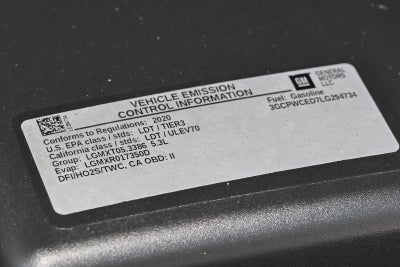 VEHICLE EMISSION
CONTROL INFORMATION
GM
GENERAL
MOTORS
LLC
Conforms to Regulations: 2020
Fuel: Gasoline
U.S. EPA class / stds: LDT / TIER3
3GCPWCED7LG294734
California class / stds: LDT / ULEV70
Group: LGMXT05.3386 5.3L
Evap: LGMXR017350D
DFI/HO2S/TWC, CA OBD: II